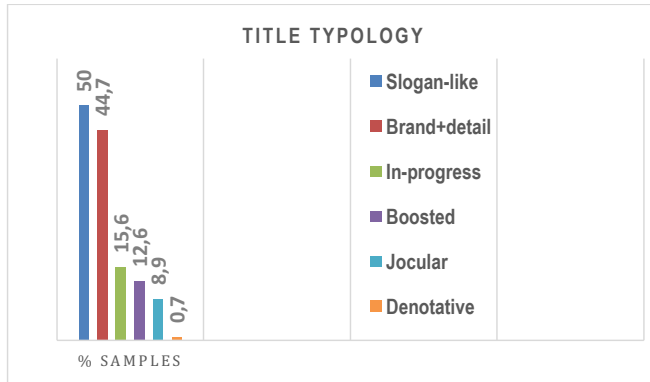 TITLE TYPOLOGY
50
44,7
15,6
12,6
8,9
0,7
Slogan-like
Brand+detail
In-progress
Boosted
Jocular
Denotative
% SAMPLES